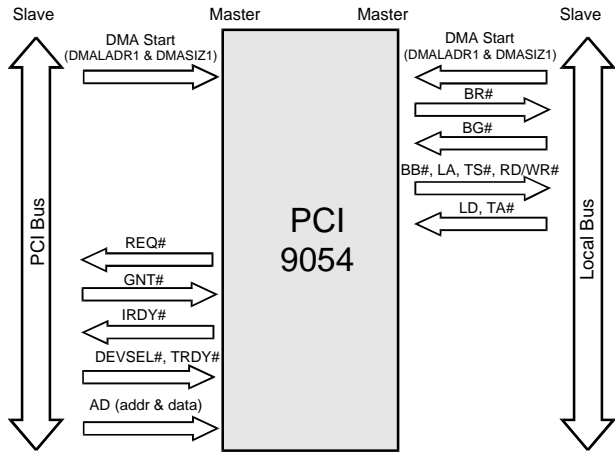 Slave
Master
Master
Slave
DMA Start
(DMALADR1 & DMASIZ1)
DMA Start
(DMALADR1 & DMASIZ1)
BR#
BG#
BB#, LA, TS#, RD/WR#
LD, TA#
PCI Bus
PCI
9054
Local Bus
REQ#
GNT#
IRDY#
DEVSEL#, TRDY#
AD (addr & data)